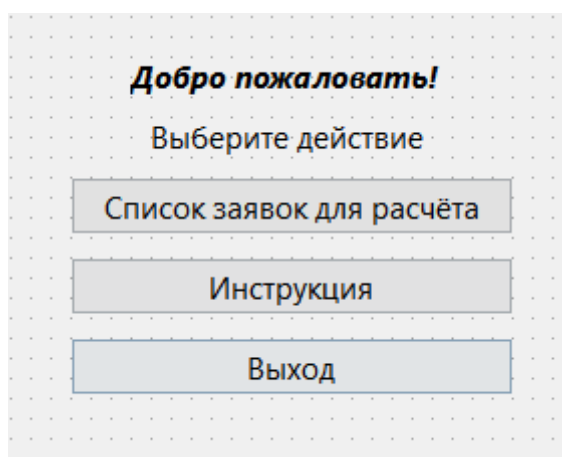 Добро пожаловать!
Выберите действие
Список заявок для расчёта
Инструкция
Выход